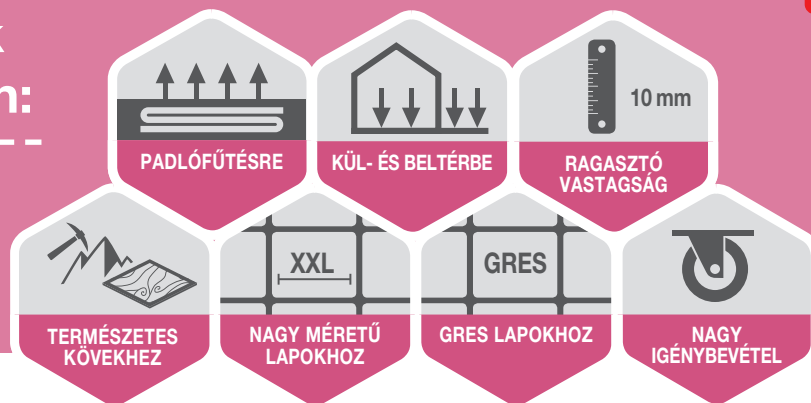 n:
PADLÓFŰTÉSRE
KÜL- ÉS BELTÉRBE
10 mm
RAGASZTÓ
VASTAGSÁG
TERMÉSZETES
KÖVEKHEZ
XXL
NAGY MÉRETŰ
LAPOKHOZ
GRES
GRES LAPOKHOZ
NAGY
IGÉNYBEVÉTEL